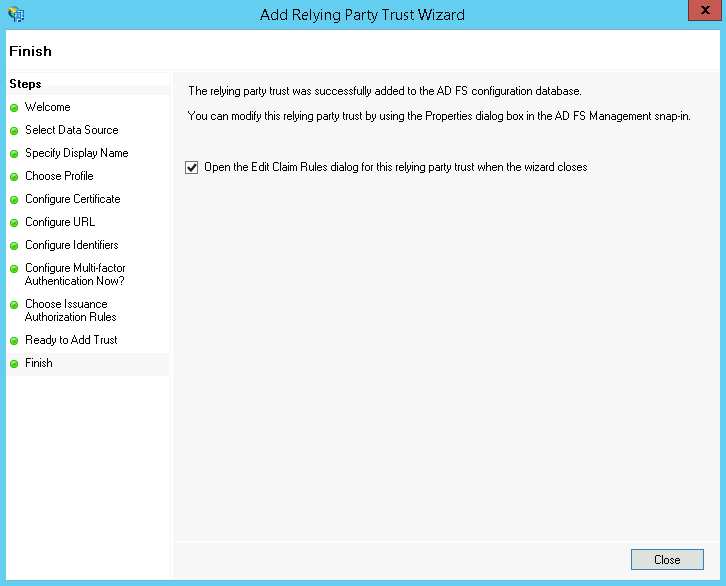 Add Relying Party Trust Wizard
x
Finish
Steps
Welcome
Select Data Source
Specify Display Name
Choose Profile
Configure Certificate
Configure URL
Configure Identifiers
Configure Multi-factor
Authentication Now?
Choose Issuance
Authorization Rules
Ready to Add Trust
Finish
The relying party trust was successfully added to the AD FS configuration database.
You can modify this relying party trust by using the Properties dialog box in the AD FS Management snap-in.
Open the Edit Claim Rules dialog for this relying party trust when the wizard closes
Close